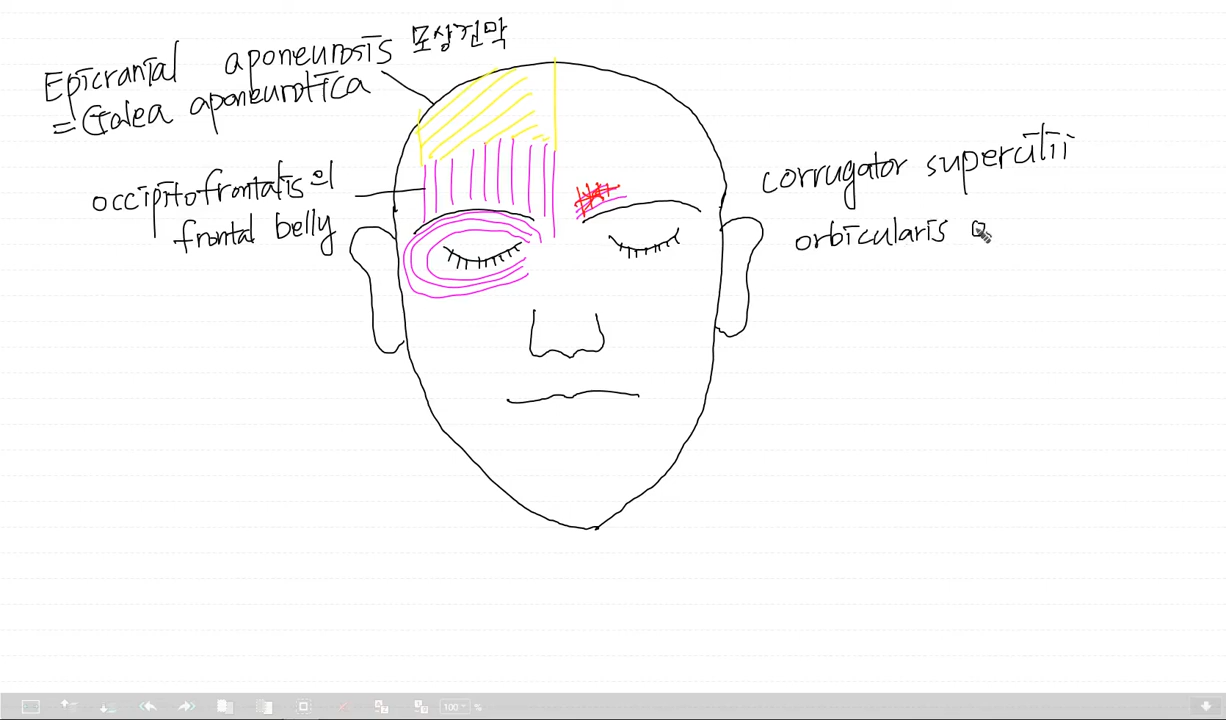 Epicranial aponeurosis 모상건막
= Galea aponeurotica
occipitofrontalis의
frontal belly
corrugator supercilii
orbicularis o
100 %